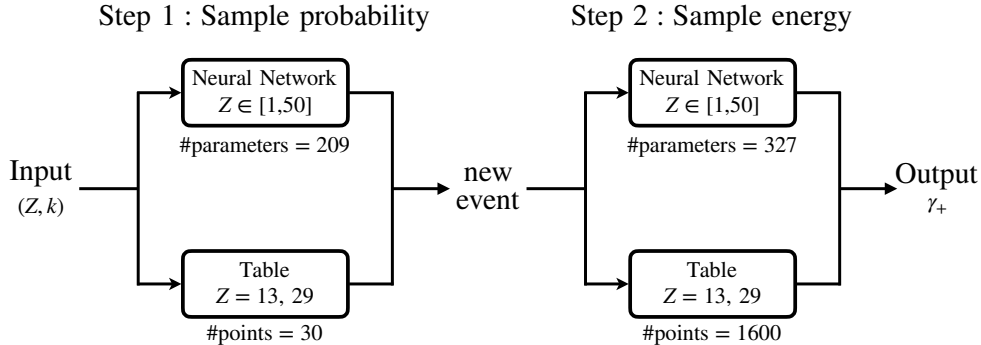 Step 1 : Sample probability
Step 2 : Sample energy
Neural Network
Z ∈ [1,50]
#parameters = 209
Neural Network
Z ∈ [1,50]
#parameters = 327
Input
(Z, k)
new
event
Output
γ+
Table
Z = 13, 29
#points = 30
Table
Z = 13, 29
#points = 1600